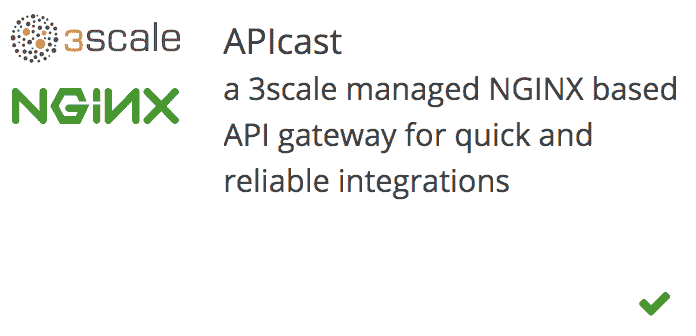 3scale
NGINX
APIcast
a 3scale managed NGINX based
API gateway for quick and
reliable integrations